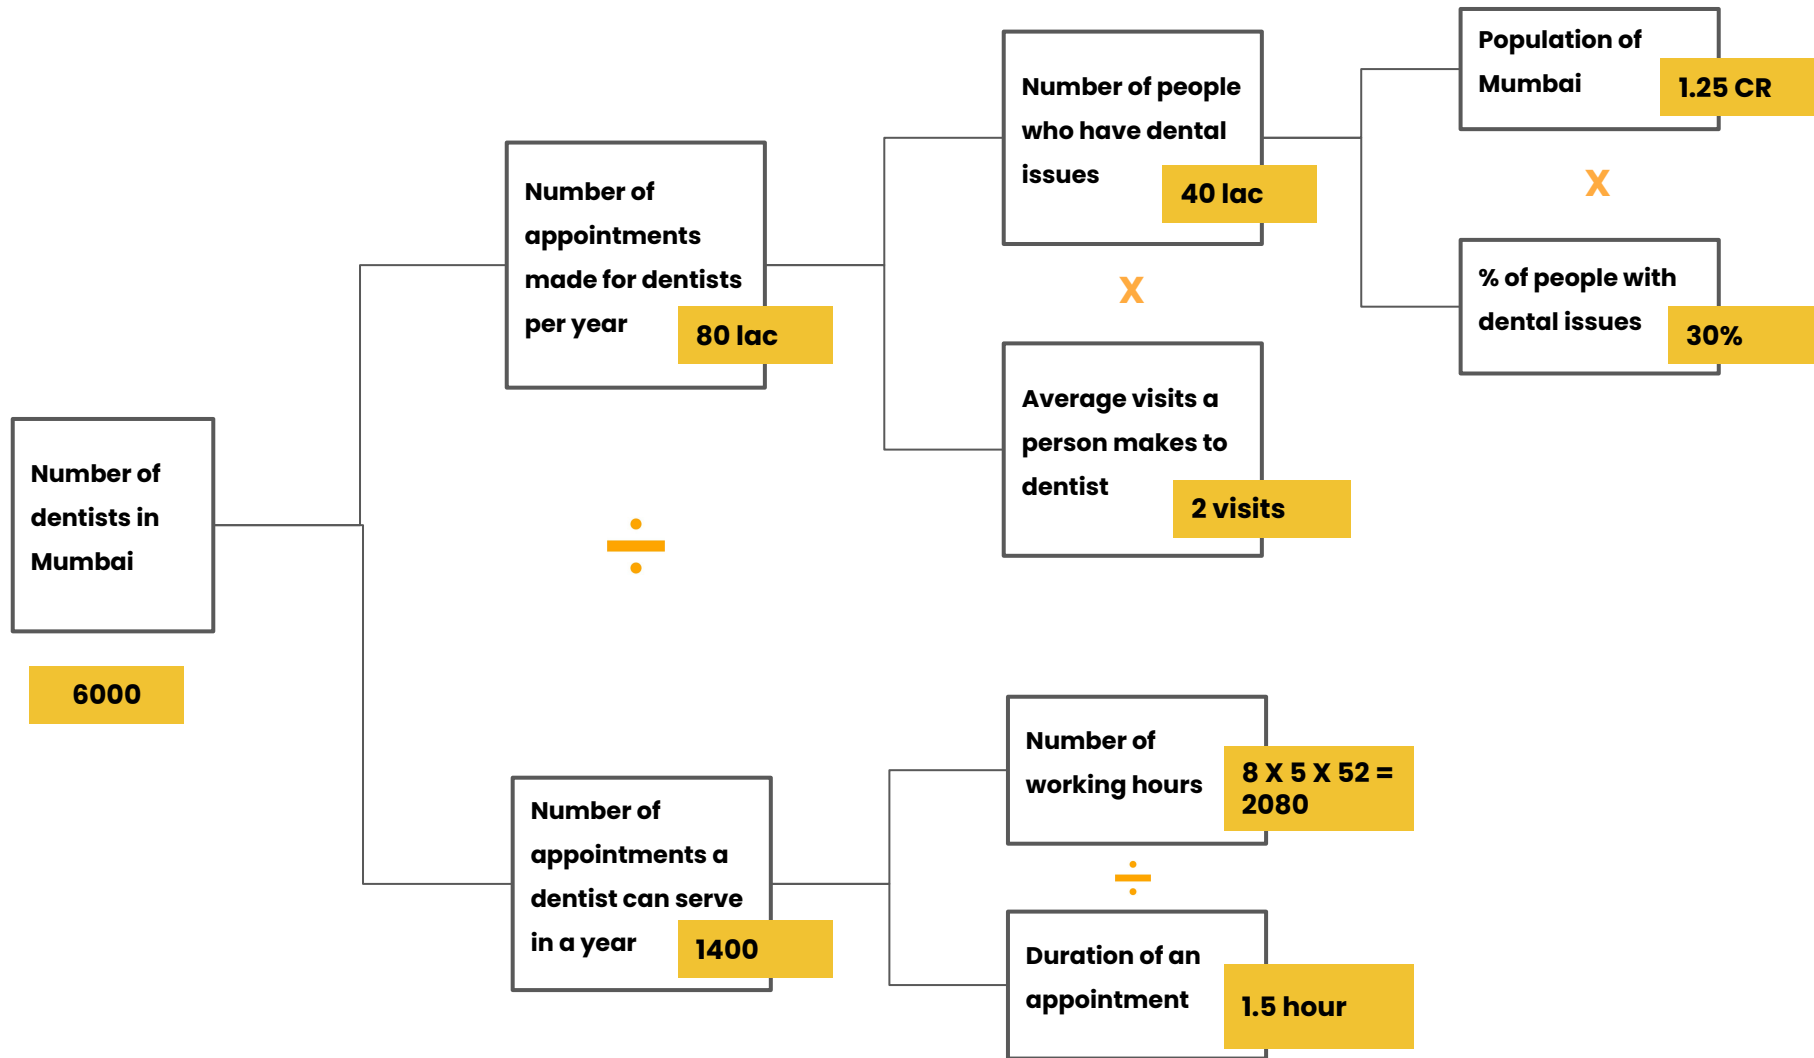 Number of
dentists in
Mumbai
6000
Number of
appointments
made for dentists
per year
80 lac
÷
Number of
appointments a
dentist can serve
in a year
1400
Number of people
who have dental
issues
40 lac
X
Average visits a
person makes to
dentist
2 visits
Number of
working hours
8 X 5 X 52 =
2080
÷
Duration of an
appointment
1.5 hour
Population of
Mumbai
1.25 CR
X
% of people with
dental issues
30%